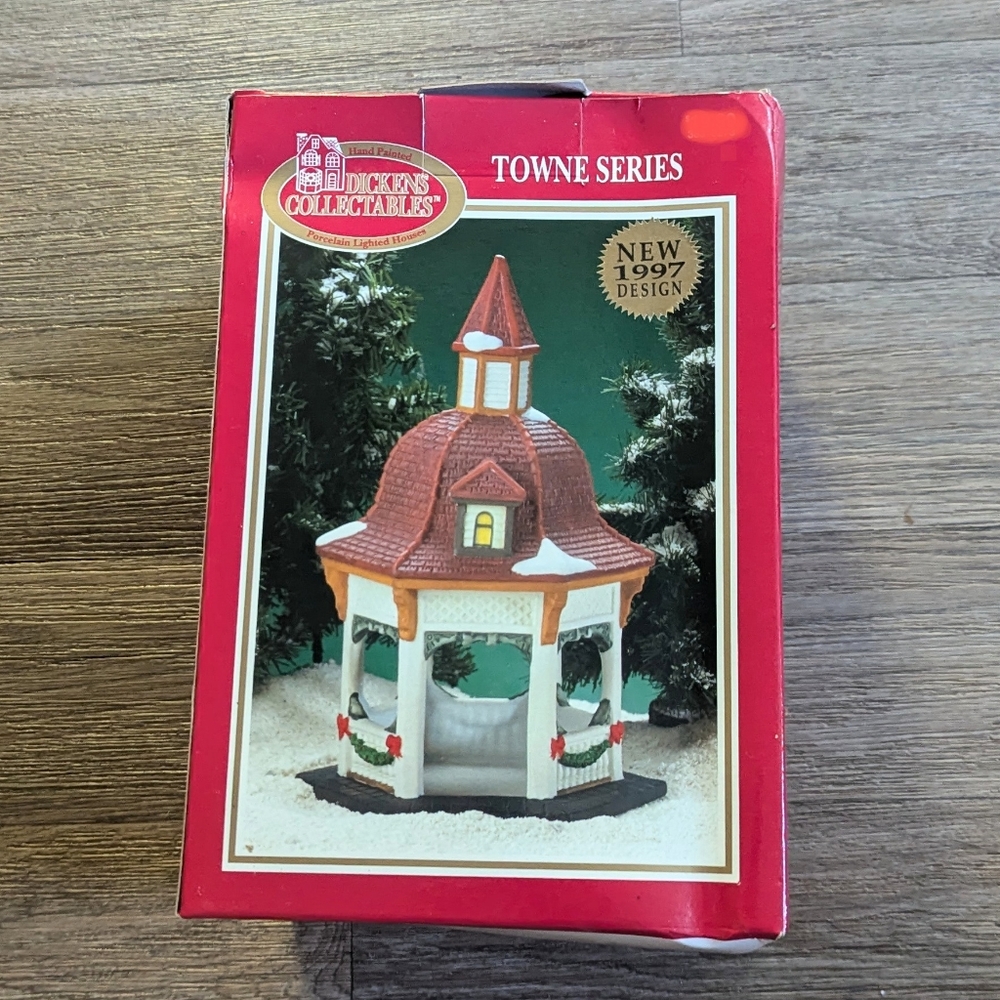 Hand Painted
DICKENS
COLLECTABLES™
Porcelain Lighted Houses
TOWNE SERIES
NEW
1997
DESIGN